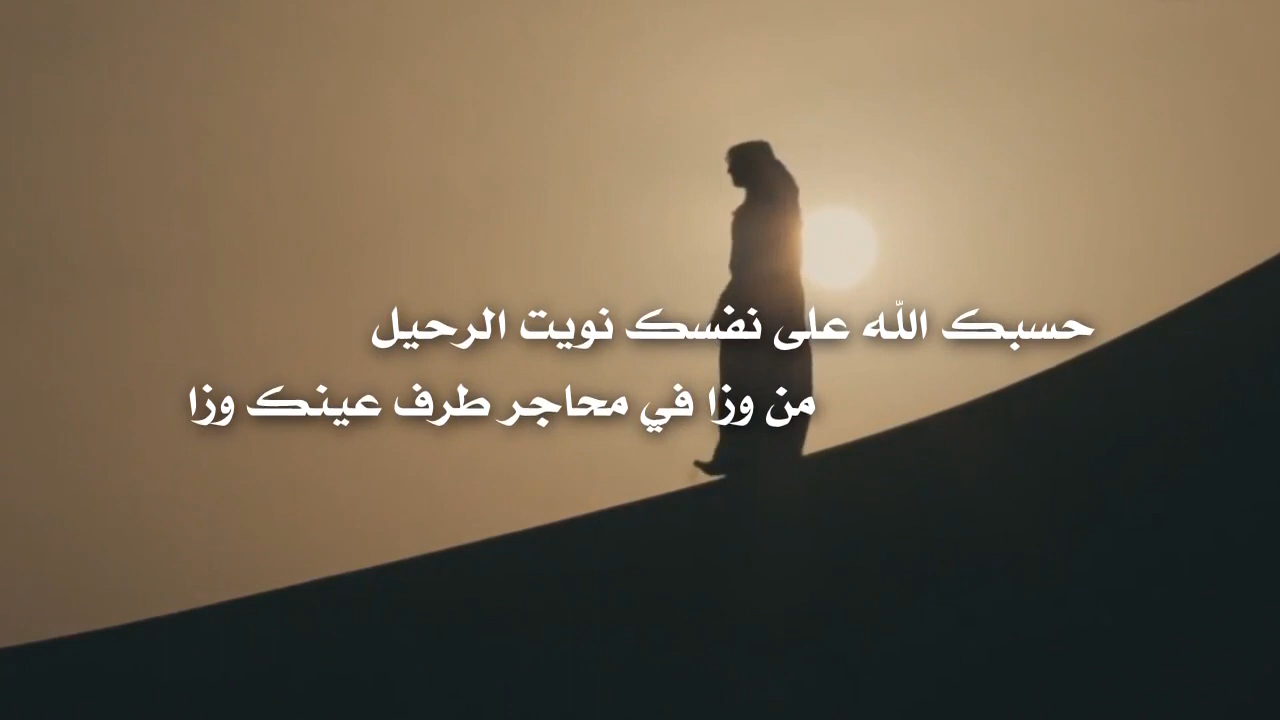 حسبك الله على نفسك نويت الرحيل
من وزا في محاجر طرف عينك وزا